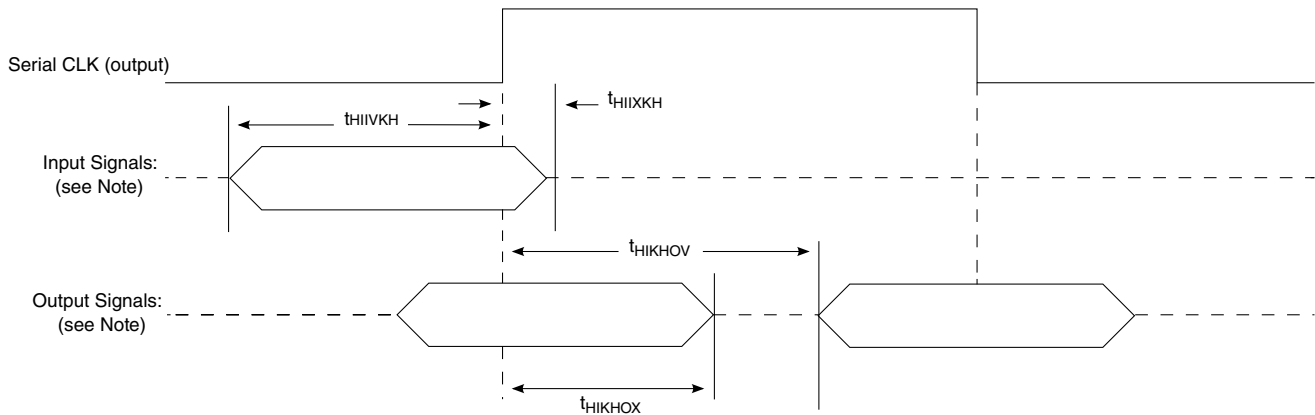 Serial CLK (output)
tHIIXKH
tHIIVKH
Input Signals:
(see Note)
tHIKHOV
Output Signals:
(see Note)
tHIKHOX